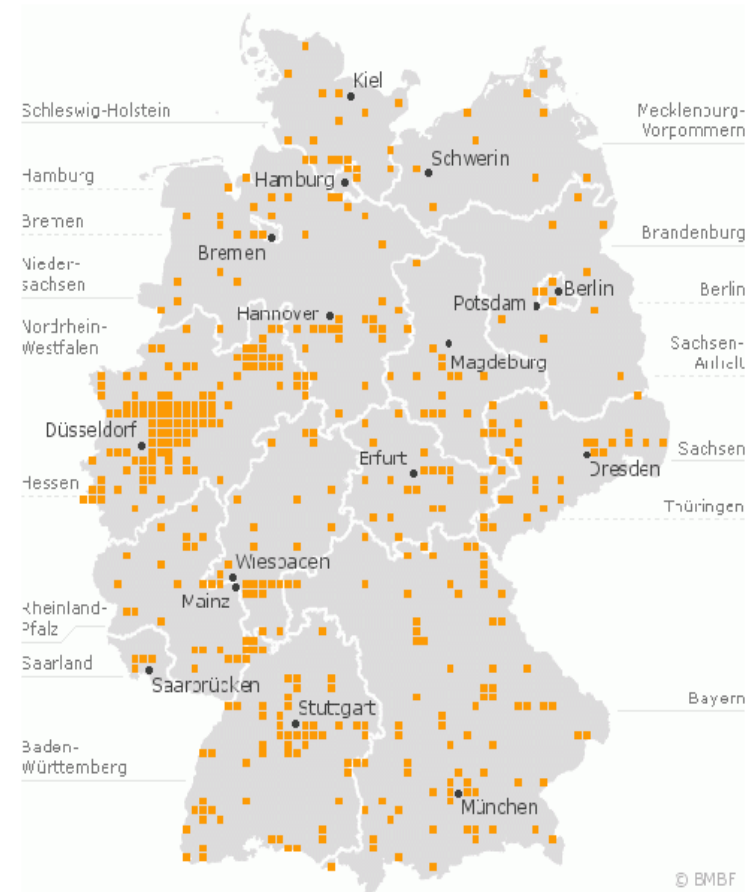 Kiel
Schleswig-Holstein
Mecklenburg-
Vorpommern
Schwerin
Hamburg
Hamburg
Bremen
Brandenburg
Bremen
Nieder-
sachsen
Berlin
Berlin
Potsdam
Hannover
Nordrhein-
Westfalen
Sachsen-
Anhalt
Magdeburg
Düsseldorf
Sachsen
Erfurt
Dresden
Hessen
Thüringen
Wiesbaden
Mainz
Rheinland-
Pfalz
Saarland
Saarbrücken
Bayern
Stuttgart
Baden-
Württemberg
München
© BMBF